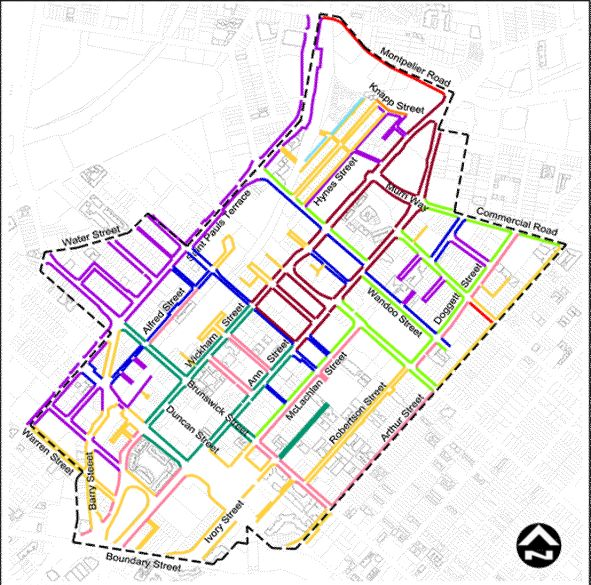 Montpelier Road
Knapp Street
Hynes Street
Murri Way
Commercial Road
Saint Pauls Terrace
Water Street
Doggett Street
Wandoo Street
Alfred Street
Wickham Street
Ann Street
McLachlan Street
Brunswick Street
Robertson Street
Arthur Street
Duncan Street
Warren Street
Barry Street
Ivory Street
Boundary Street
N